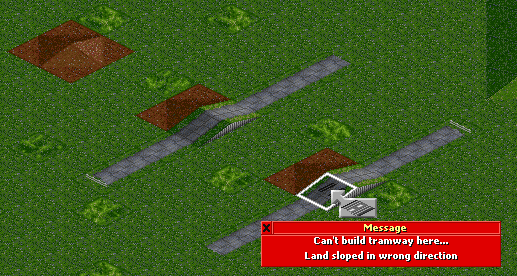 X Message
Can't build tramway here...
Land sloped in wrong direction